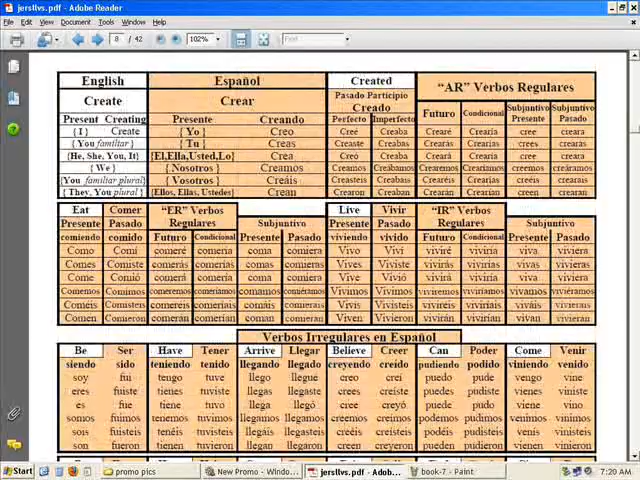 jersllvs.pdf - Adobe Reader
File Edit View Document Tools Window Help
8 / 42 102% Find
English Español Created "AR" Verbos Regulares
Create Crear Pasado Participio Creado
Futuro Condicional Subjuntivo Presente Subjuntivo Pasado
Present Creating Presente Creando Perfecto Imperfecto
{ I } Create { Yo } Creo Creé Creaba Crearé Crearía cree creara
{ You familiar } { Tu } Creas Creaste Creabas Crearás Crearías crees crearas
{He, She, You, It} {El,Ella,Usted,Lo} Crea Creó Creaba Creará Crearía cree creara
{ We } { Nosotros } Creamos Creamos Creábamos Crearemos Crearíamos creemos creáramos
{You familiar plural} { Vosotros } Creáis Creasteis Creabais Crearéis Crearíais creéis crearais
{ They, You plural } {Ellos, Ellas, Ustedes} Crean Crearon Creaban Crearán Crearían creen crearan
Eat Comer "ER" Verbos Regulares Subjuntivo Live Vivir "IR" Verbos Regulares Subjuntivo
Presente Pasado Presente Pasado
comiendo comido Futuro Condicional Presente Pasado viviendo vivido Futuro Condicional Presente Pasado
Como Comí comeré comería coma comiera Vivo Viví viviré viviría viva viviera
Comes Comiste comerás comerías comas comieras Vives Viviste vivirás vivirías vivas vivieras
Come Comió comerá comería coma comiera Vive Vivió vivirá viviría viva viviera
Comemos Comimos comeremos comeríamos comamos comiéramos Vivimos Vivimos viviremos viviríamos vivamos viviéramos
Coméis Comisteis comeréis comeríais comáis comierais Vivís Vivisteis viviréis viviríais viváis vivierais
Comen Comieron comerán comerían coman comieran Viven Vivieron vivirán vivirían vivan vivieran
Verbos Irregulares en Español
Be Ser Have Tener Arrive Llegar Believe Creer Can Poder Come Venir
siendo sido teniendo tenido llegando llegado creyendo creído pudiendo podido viniendo venido
soy fui tengo tuve llego llegué creo creí puedo pude vengo vine
eres fuiste tienes tuviste llegas llegaste crees creíste puedes pudiste vienes viniste
es fue tiene tuvo llega llegó cree creyó puede pudo viene vino
somos fuimos tenemos tuvimos llegamos llegamos creemos creímos podemos pudimos venimos vinimos
sois fuisteis tenéis tuvisteis llegáis llegasteis creéis creísteis podéis pudisteis venís vinisteis
son fueron tienen tuvieron llegan llegaron creen creyeron pueden pudieron vienen vinieron
Start promo pics New Promo - Windo... jersllvs.pdf - Adob... book-7 - Paint 7:20 AM